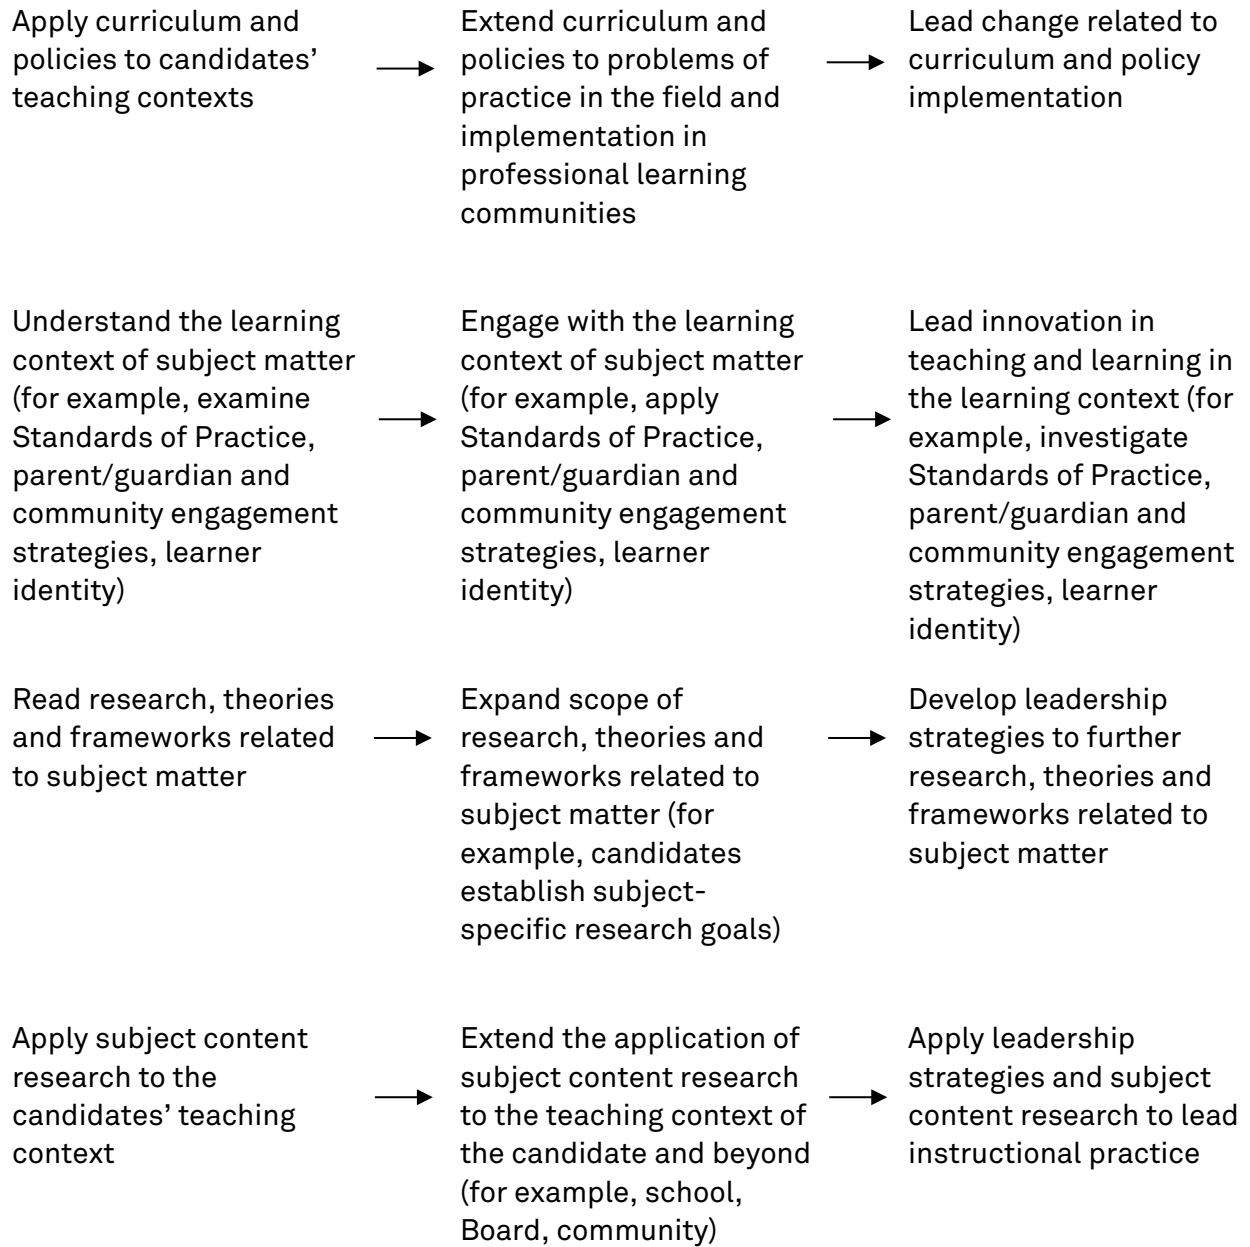 Apply curriculum and
policies to candidates’
teaching contexts
Extend curriculum and
policies to problems of
practice in the field and
implementation in
professional learning
communities
Lead change related to
curriculum and policy
implementation
Understand the learning
context of subject matter
(for example, examine
Standards of Practice,
parent/guardian and
community engagement
strategies, learner
identity)
Engage with the learning
context of subject matter
(for example, apply
Standards of Practice,
parent/guardian and
community engagement
strategies, learner
identity)
Lead innovation in
teaching and learning in
the learning context (for
example, investigate
Standards of Practice,
parent/guardian and
community engagement
strategies, learner
identity)
Read research, theories
and frameworks related
to subject matter
Expand scope of
research, theories and
frameworks related to
subject matter (for
example, candidates
establish subject-
specific research goals)
Develop leadership
strategies to further
research, theories and
frameworks related to
subject matter
Apply subject content
research to the
candidates’ teaching
context
Extend the application of
subject content research
to the teaching context of
the candidate and beyond
(for example, school,
Board, community)
Apply leadership
strategies and subject
content research to lead
instructional practice